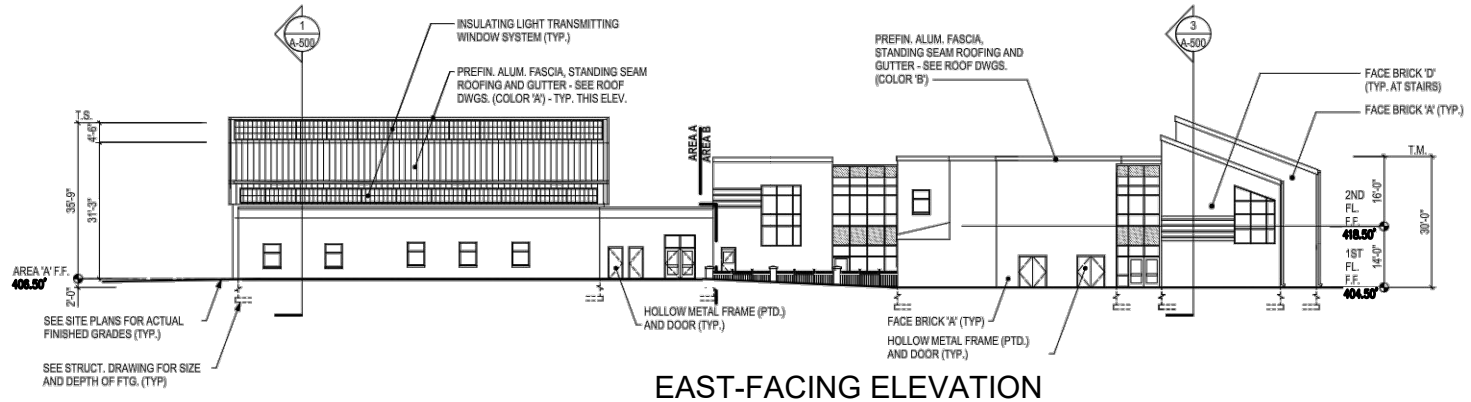 1
A-500
INSULATING LIGHT TRANSMITTING
WINDOW SYSTEM (TYP.)
PREFIN. ALUM. FASCIA, STANDING SEAM
ROOFING AND GUTTER - SEE ROOF
DWGS. (COLOR 'A') - TYP. THIS ELEV.
T.S.
4'-6"
35'-9"
31'-3"
AREA 'A' F.F.
406.50'
2'-0"
SEE SITE PLANS FOR ACTUAL
FINISHED GRADES (TYP.)
SEE STRUCT. DRAWING FOR SIZE
AND DEPTH OF FTG. (TYP)
HOLLOW METAL FRAME (PTD.)
AND DOOR (TYP.)
AREA A
AREA B
PREFIN. ALUM. FASCIA,
STANDING SEAM ROOFING AND
GUTTER - SEE ROOF DWGS.
(COLOR 'B')
3
A-500
FACE BRICK 'D'
(TYP. AT STAIRS)
FACE BRICK 'A' (TYP.)
T.M.
16'-0"
2ND
FL.
F.F.
418.50'
30'-0"
14'-0"
1ST
FL.
F.F.
404.50'
FACE BRICK 'A' (TYP)
HOLLOW METAL FRAME (PTD.)
AND DOOR (TYP.)
EAST-FACING ELEVATION